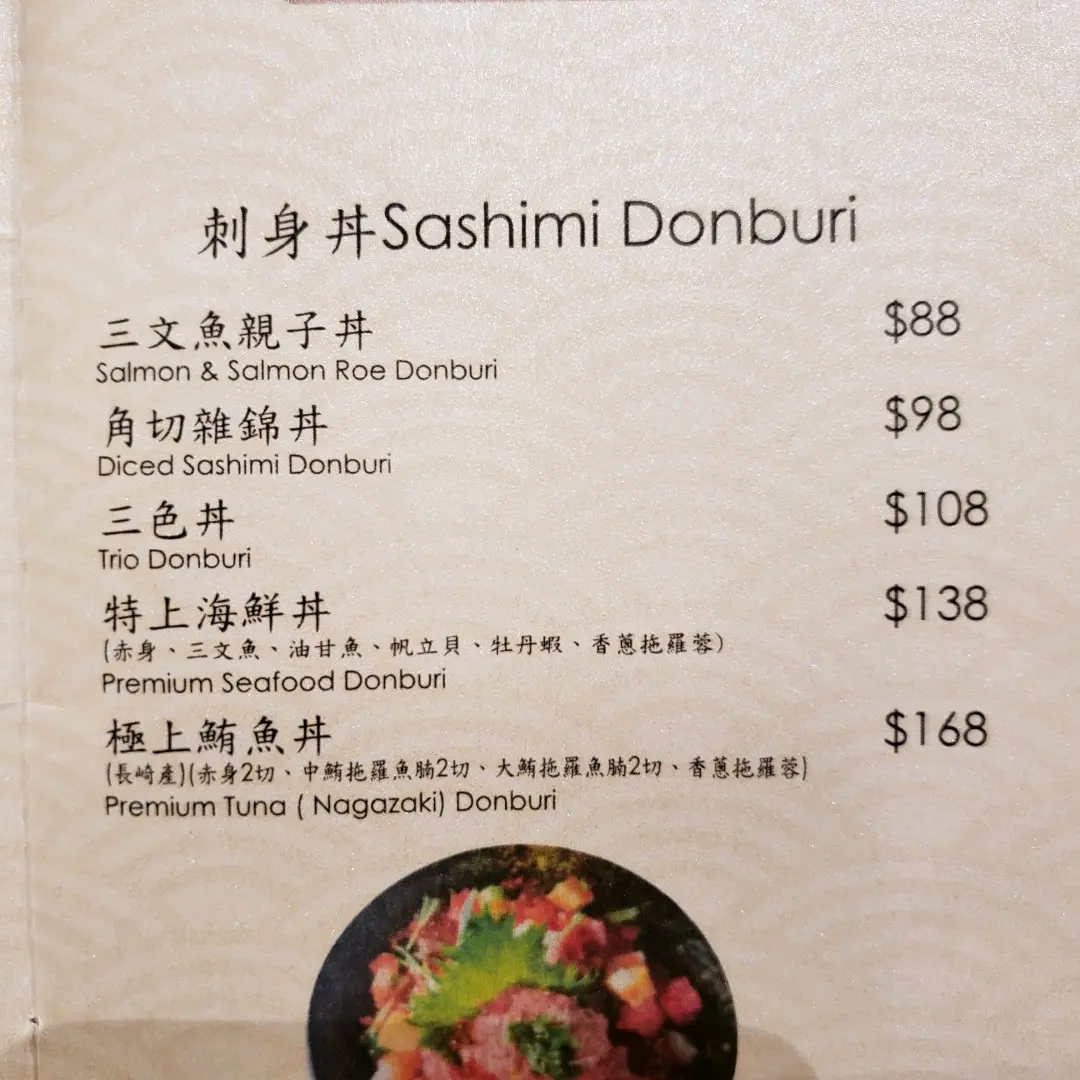 刺身丼Sashimi Donburi
三文魚親子丼 $88
Salmon & Salmon Roe Donburi
角切雜錦丼 $98
Diced Sashimi Donburi
三色丼 $108
Trio Donburi
特上海鮮丼 $138
(赤身、三文魚、油甘魚、帆立貝、牡丹蝦、香蔥拖羅蓉)
Premium Seafood Donburi
極上鮪魚丼 $168
(長崎產)(赤身2切、中鮪拖羅魚腩2切、大鮪拖羅魚腩2切、香蔥拖羅蓉)
Premium Tuna ( Nagazaki) Donburi